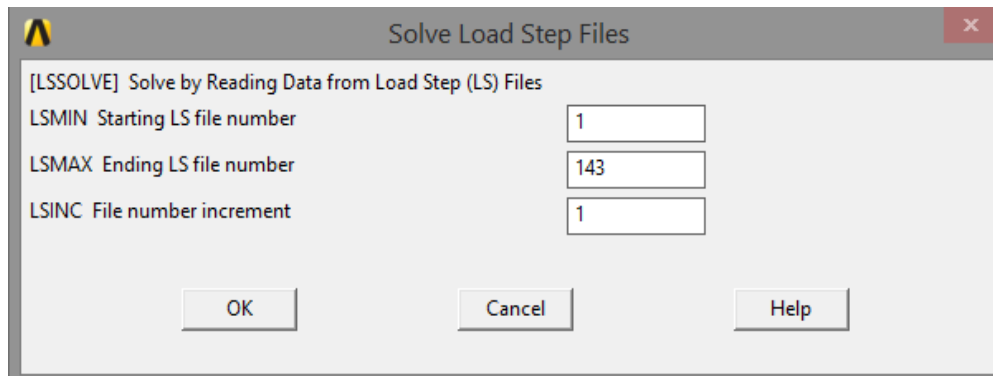 Solve Load Step Files
[LSSOLVE] Solve by Reading Data from Load Step (LS) Files
LSMIN Starting LS file number 1
LSMAX Ending LS file number 143
LSINC File number increment 1
OK Cancel Help